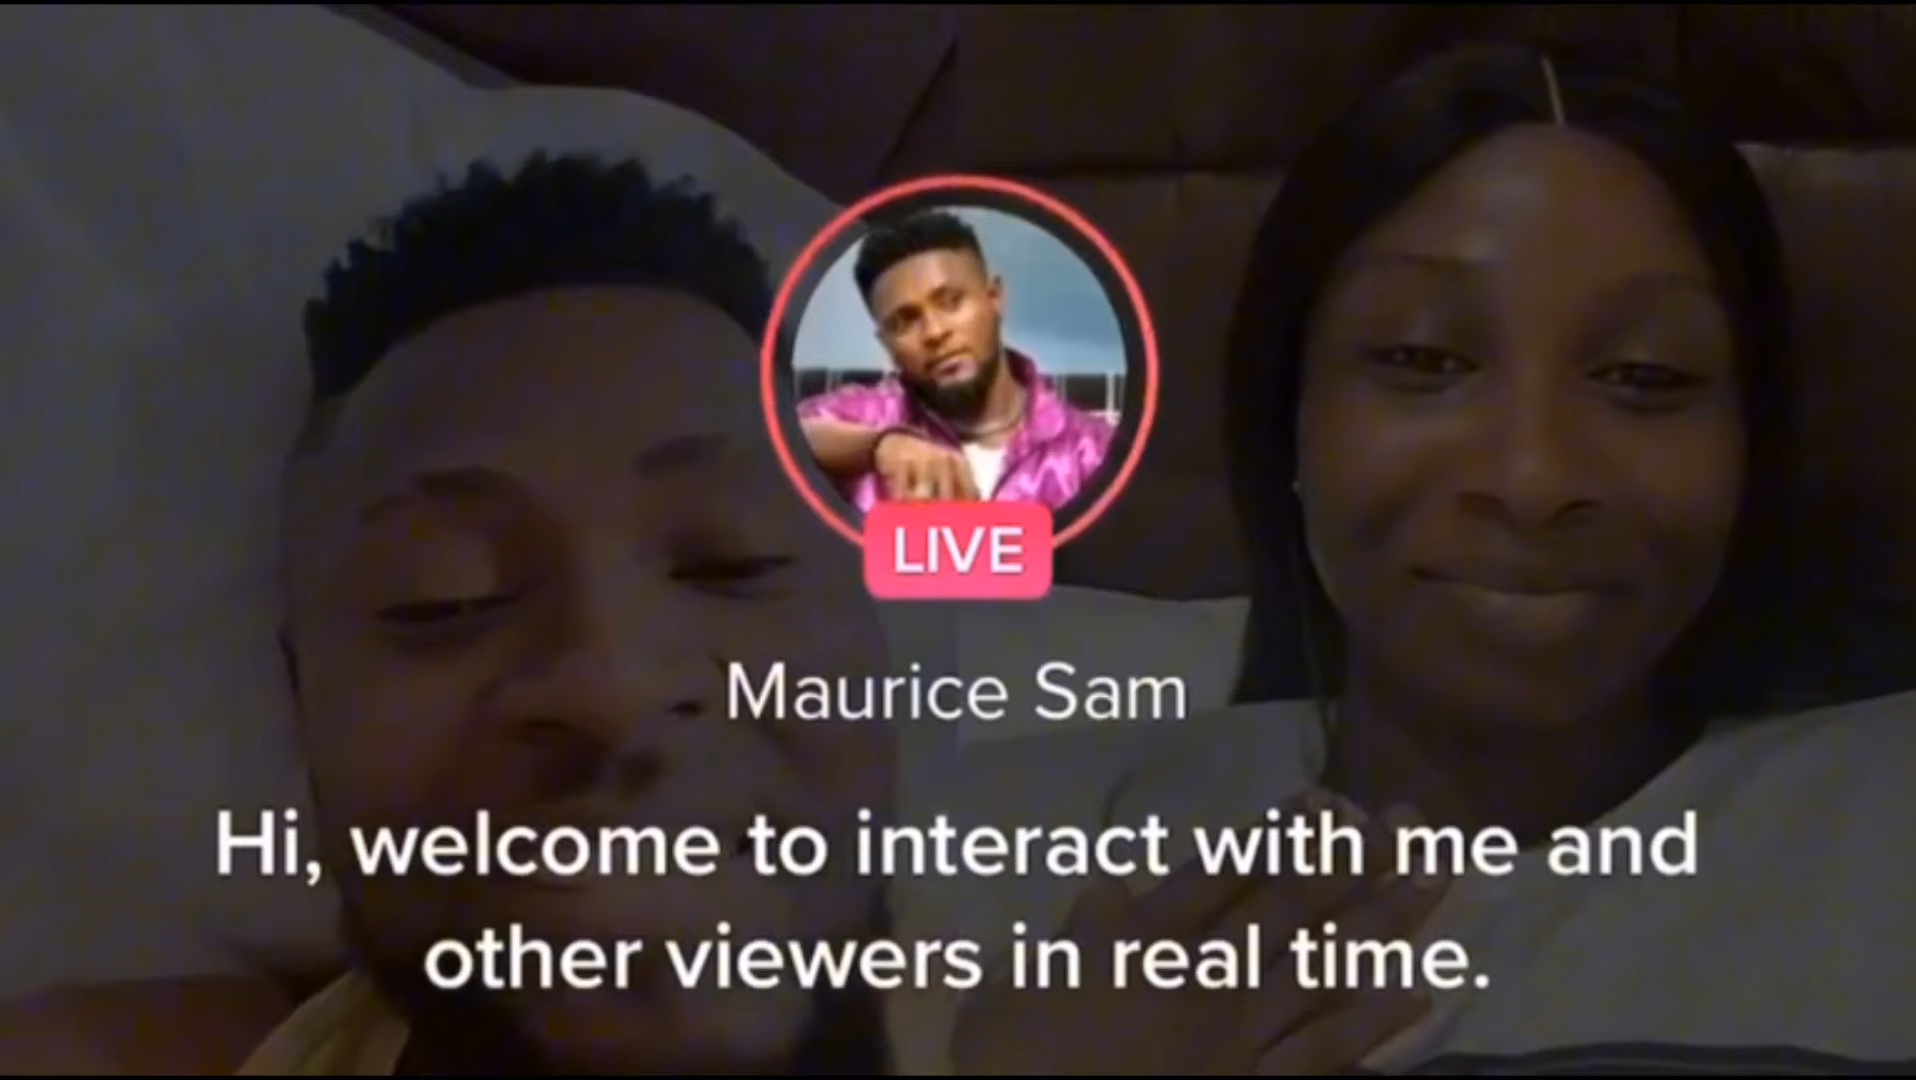 LIVE
Maurice Sam
Hi, welcome to interact with me and
other viewers in real time.